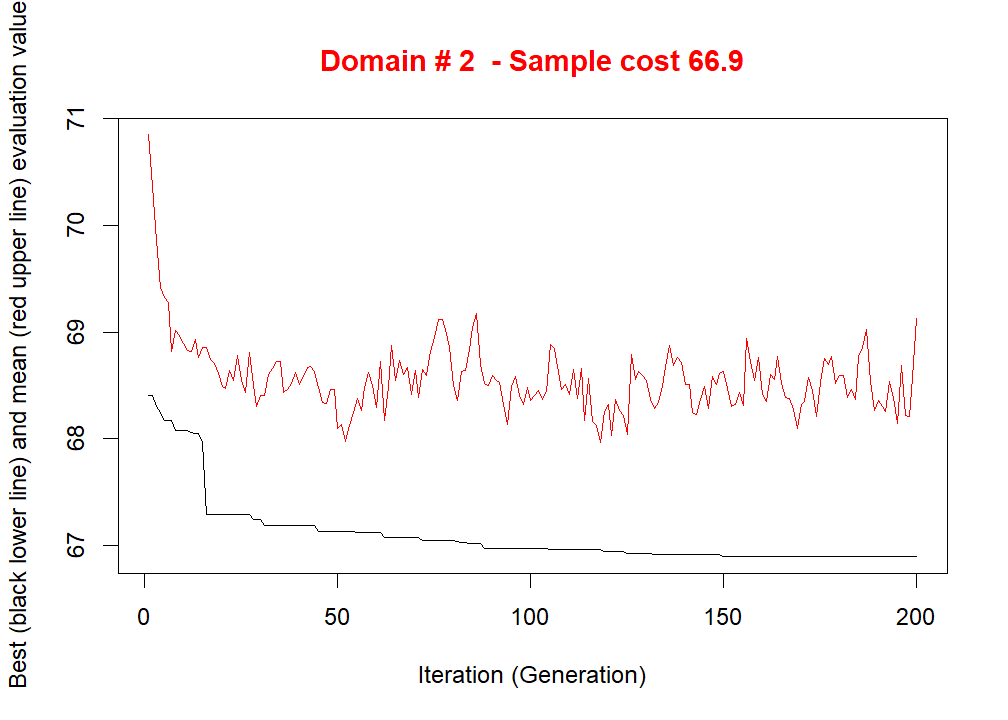 Domain # 2  - Sample cost 66.9
Best (black lower line) and mean (red upper line) evaluation value
71
70
69
68
67
0 50 100 150 200
Iteration (Generation)